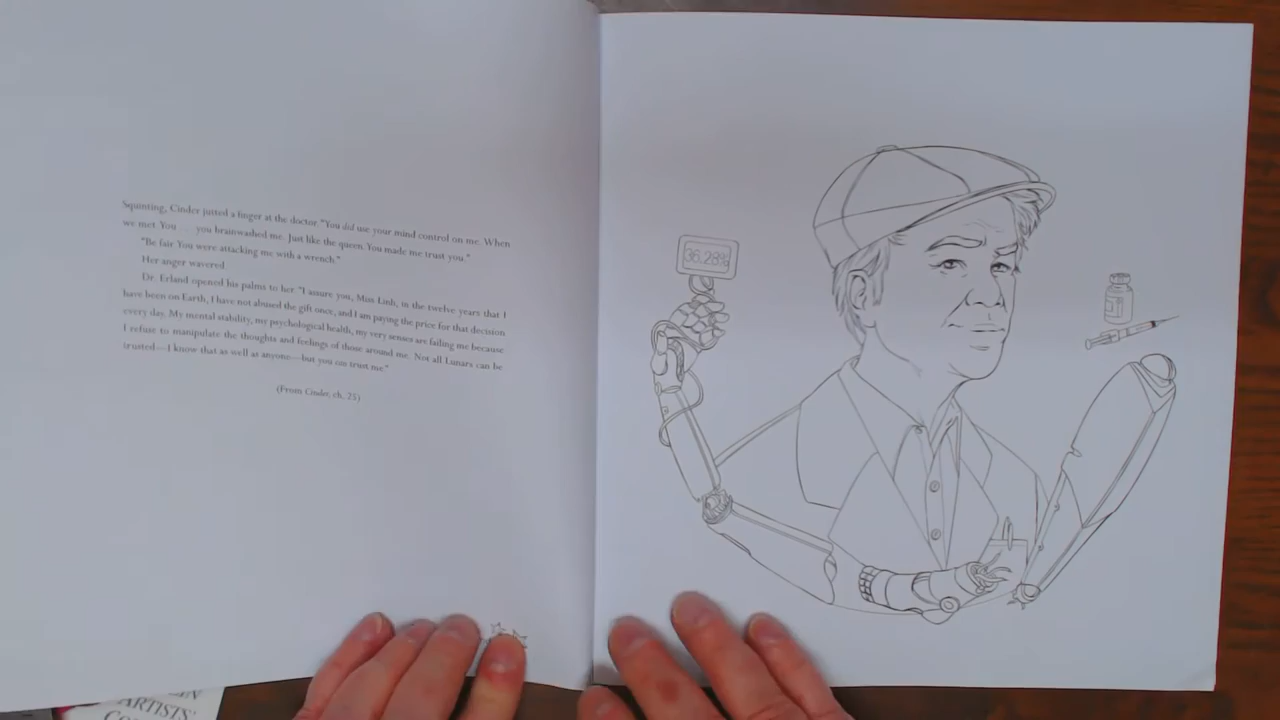 Squinting, Cinder jutted a finger at the doctor. "You did use your mind control on me. When
we met. You . . . you brainwashed me. Just like the queen. You made me trust you."
"Be fair. You were attacking me with a wrench."
Her anger wavered.
Dr. Erland opened his palms to her. "I assure you, Miss Linh, in the twelve years that I
have been on Earth, I have not abused the gift once, and I am paying the price for that decision
every day. My mental stability, my psychological health, my very senses are failing me because
I refuse to manipulate the thoughts and feelings of those around me. Not all Lunars can be
trusted—I know that as well as anyone—but you can trust me."
(From Cinder, ch. 25)
36.28%
ARTISTS'